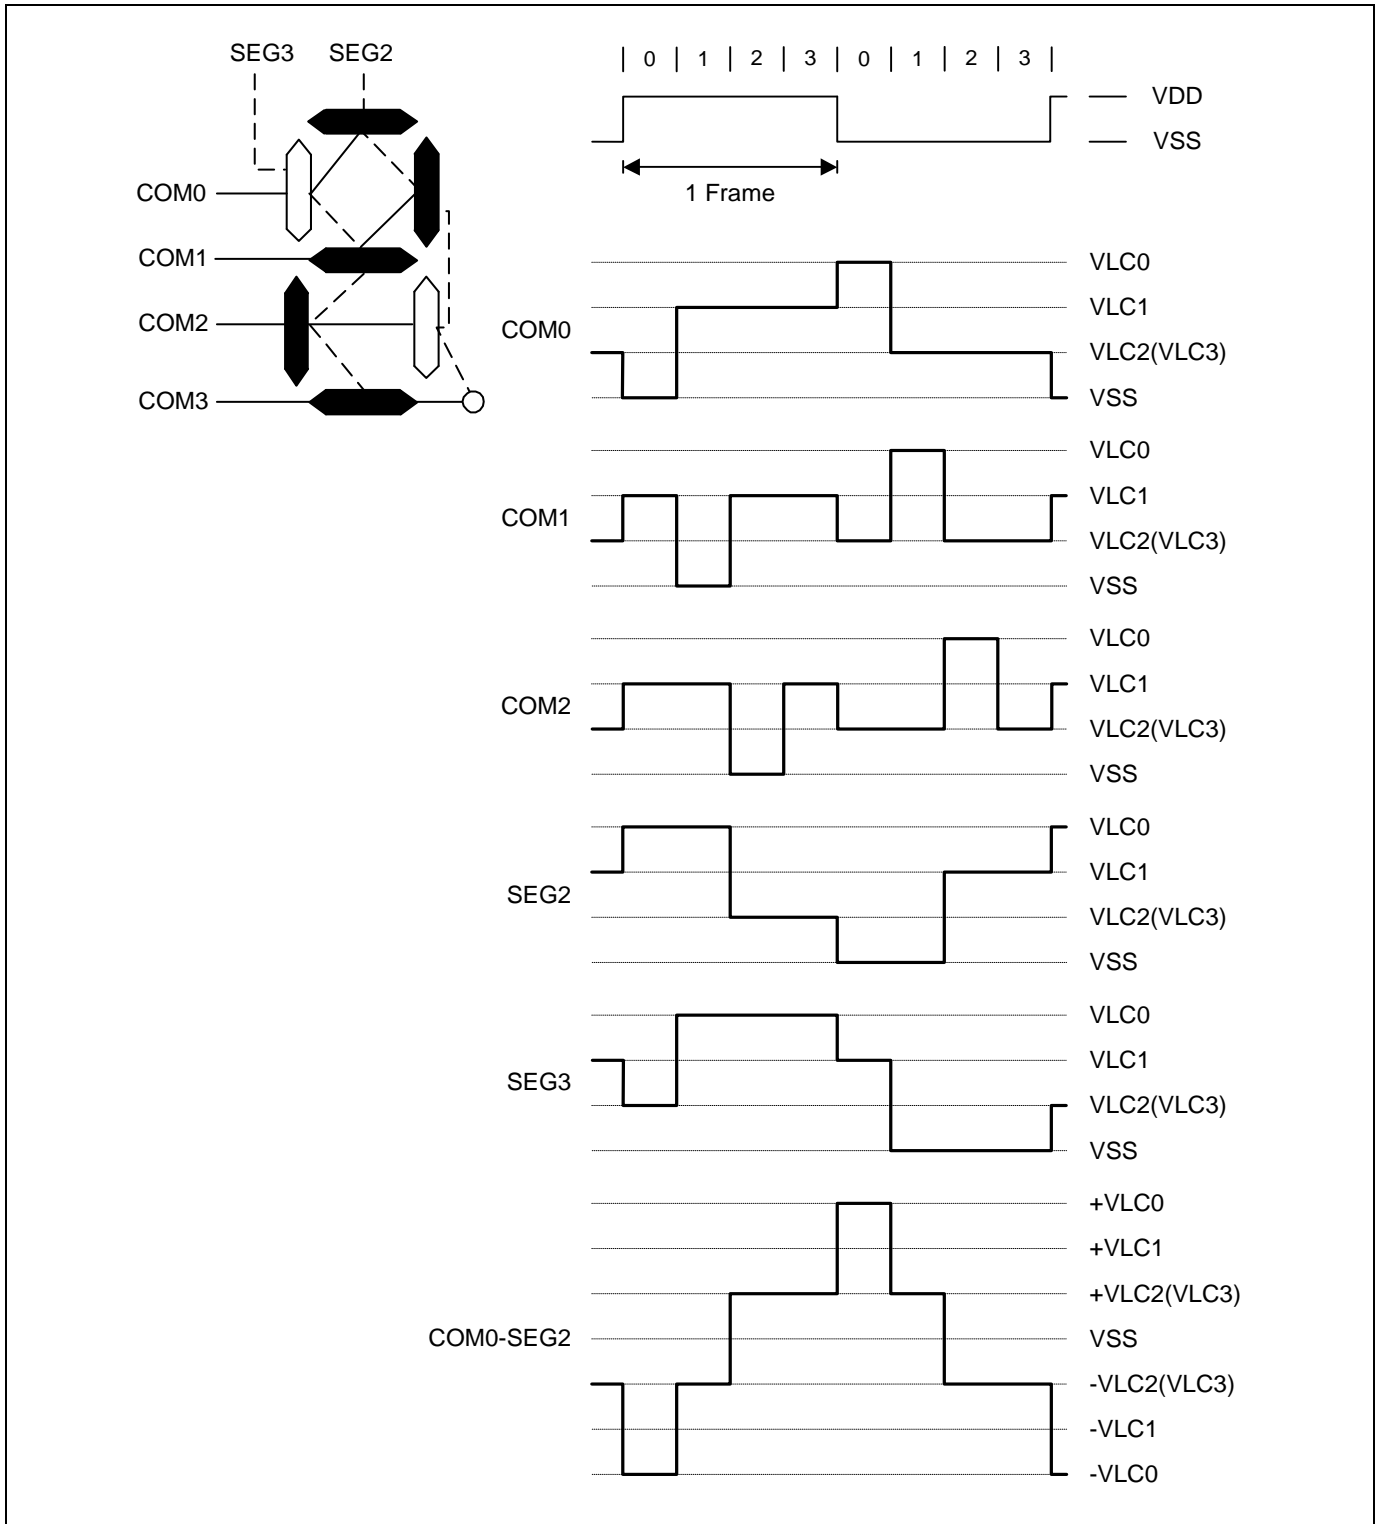 SEG3 SEG2
0 1 2 3 0 1 2 3
VDD
VSS
1 Frame
COM0
COM1
COM2
COM3
COM0
VLC0
VLC1
VLC2(VLC3)
VSS
COM1
VLC0
VLC1
VLC2(VLC3)
VSS
COM2
VLC0
VLC1
VLC2(VLC3)
VSS
SEG2
VLC0
VLC1
VLC2(VLC3)
VSS
SEG3
VLC0
VLC1
VLC2(VLC3)
VSS
COM0-SEG2
+VLC0
+VLC1
+VLC2(VLC3)
VSS
-VLC2(VLC3)
-VLC1
-VLC0